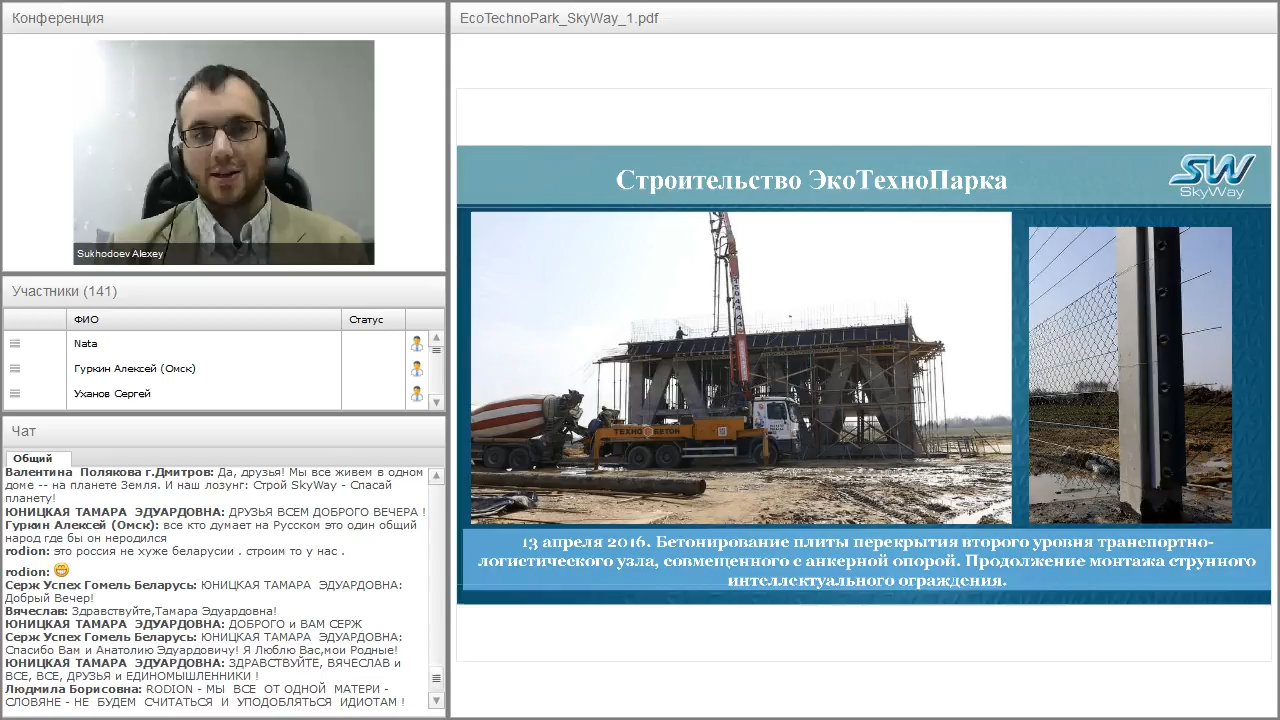 Конференция
Sukhodoev Alexey
Участники (141)
ФИО
Статус
Nata
Гуркин Алексей (Омск)
Уханов Сергей
Чат
Общий
Валентина Полякова г.Дмитров: Да, друзья! Мы все живем в одном
доме -- на планете Земля. И наш лозунг: Строй SkyWay - Спасай
планету!
ЮНИЦКАЯ ТАМАРА ЭДУАРДОВНА: ДРУЗЬЯ ВСЕМ ДОБРОГО ВЕЧЕРА !
Гуркин Алексей (Омск): все кто думает на Русском это один общий
народ где бы он неродился
rodion: это россия не хуже беларусии . строим то у нас .
rodion:
Серж Успех Гомель Беларусь: ЮНИЦКАЯ ТАМАРА ЭДУАРДОВНА:
Добрый Вечер!
Вячеслав: Здравствуйте,Тамара Эдуардовна!
ЮНИЦКАЯ ТАМАРА ЭДУАРДОВНА: ДОБРОГО и ВАМ СЕРЖ
Серж Успех Гомель Беларусь: ЮНИЦКАЯ ТАМАРА ЭДУАРДОВНА:
Спасибо Вам и Анатолию Эдуардовичу! Я Люблю Вас,мои Родные!
ЮНИЦКАЯ ТАМАРА ЭДУАРДОВНА: ЗДРАВСТВУЙТЕ, ВЯЧЕСЛАВ и
ВСЕ, ВСЕ, ДРУЗЬЯ и ЕДИНОМЫШЛЕННИКИ !
Людмила Борисовна: RODION - МЫ ВСЕ ОТ ОДНОЙ МАТЕРИ -
СЛОВЯНЕ - НЕ БУДЕМ СЧИТАТЬСЯ И УПОДОБЛЯТЬСЯ ИДИОТАМ !
EcoTechnoPark_SkyWay_1.pdf
Строительство ЭкоТехноПарка
SW
SkyWay
ТЕХНО БЕТОН
13 апреля 2016. Бетонирование плиты перекрытия второго уровня транспортно-
логистического узла, совмещенного с анкерной опорой. Продолжение монтажа струнного
интеллектуального ограждения.